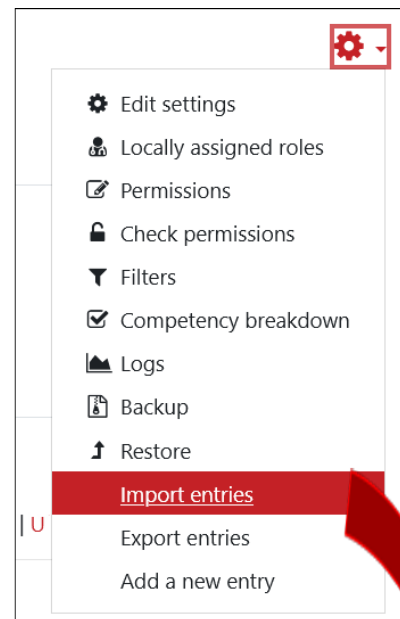 Edit settings
Locally assigned roles
Permissions
Check permissions
Filters
Competency breakdown
Logs
Backup
Restore
Import entries
| U
Export entries
Add a new entry